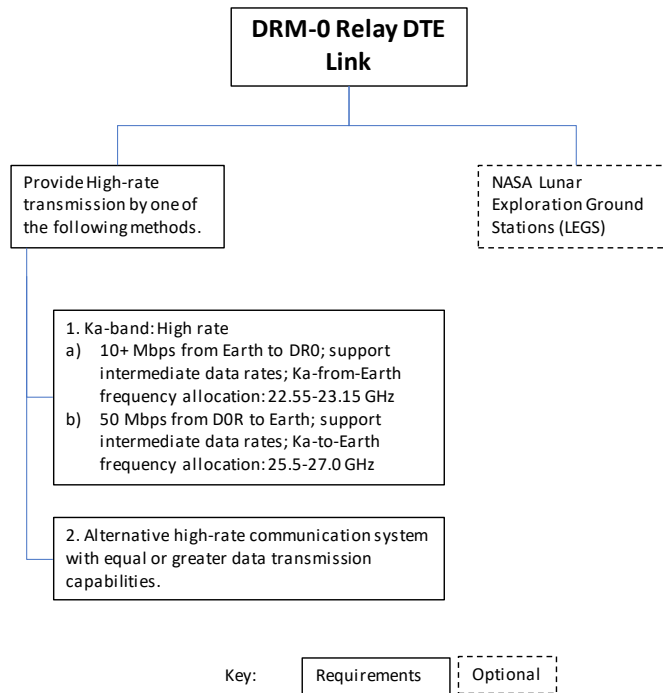 DRM-0 Relay DTE
Link
Provide High-rate
transmission by one of
the following methods.
NASA Lunar
Exploration Ground
Stations (LEGS)
1. Ka-band: High rate
a) 10+ Mbps from Earth to DR0; support
intermediate data rates; Ka-from-Earth
frequency allocation: 22.55-23.15 GHz
b) 50 Mbps from D0R to Earth; support
intermediate data rates; Ka-to-Earth
frequency allocation: 25.5-27.0 GHz
2. Alternative high-rate communication system
with equal or greater data transmission
capabilities.
Key: Requirements Optional